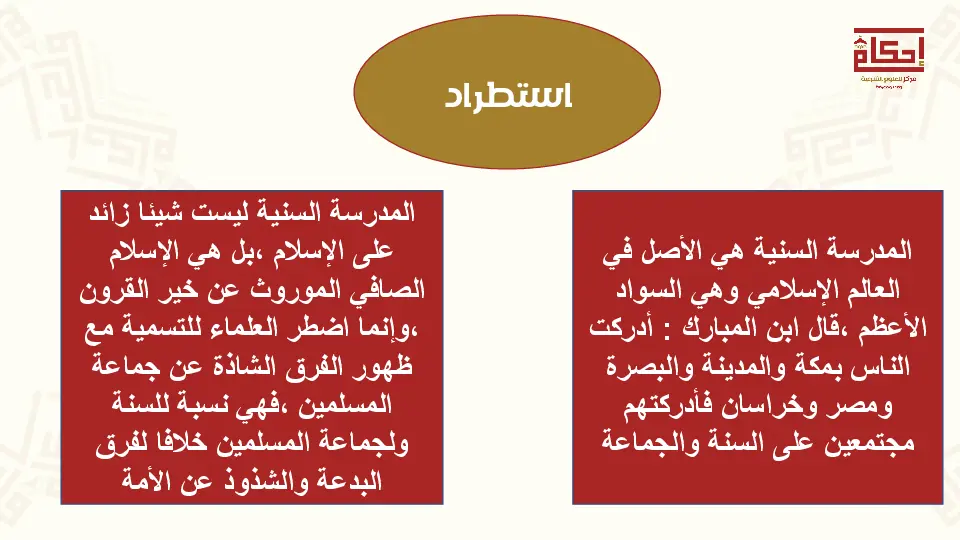 إحكام
مركز للعلوم الشرعية
استطراد
المدرسة السنية هي الأصل في
العالم الإسلامي وهي السواد
الأعظم ،قال ابن المبارك : أدركت
الناس بمكة والمدينة والبصرة
ومصر وخراسان فأدركتهم
مجتمعين على السنة والجماعة
المدرسة السنية ليست شيئا زائد
على الإسلام ،بل هي الإسلام
الصافي الموروث عن خير القرون
،وإنما اضطر العلماء للتسمية مع
ظهور الفرق الشاذة عن جماعة
المسلمين ،فهي نسبة للسنة
ولجماعة المسلمين خلافا لفرق
البدعة والشذوذ عن الأمة